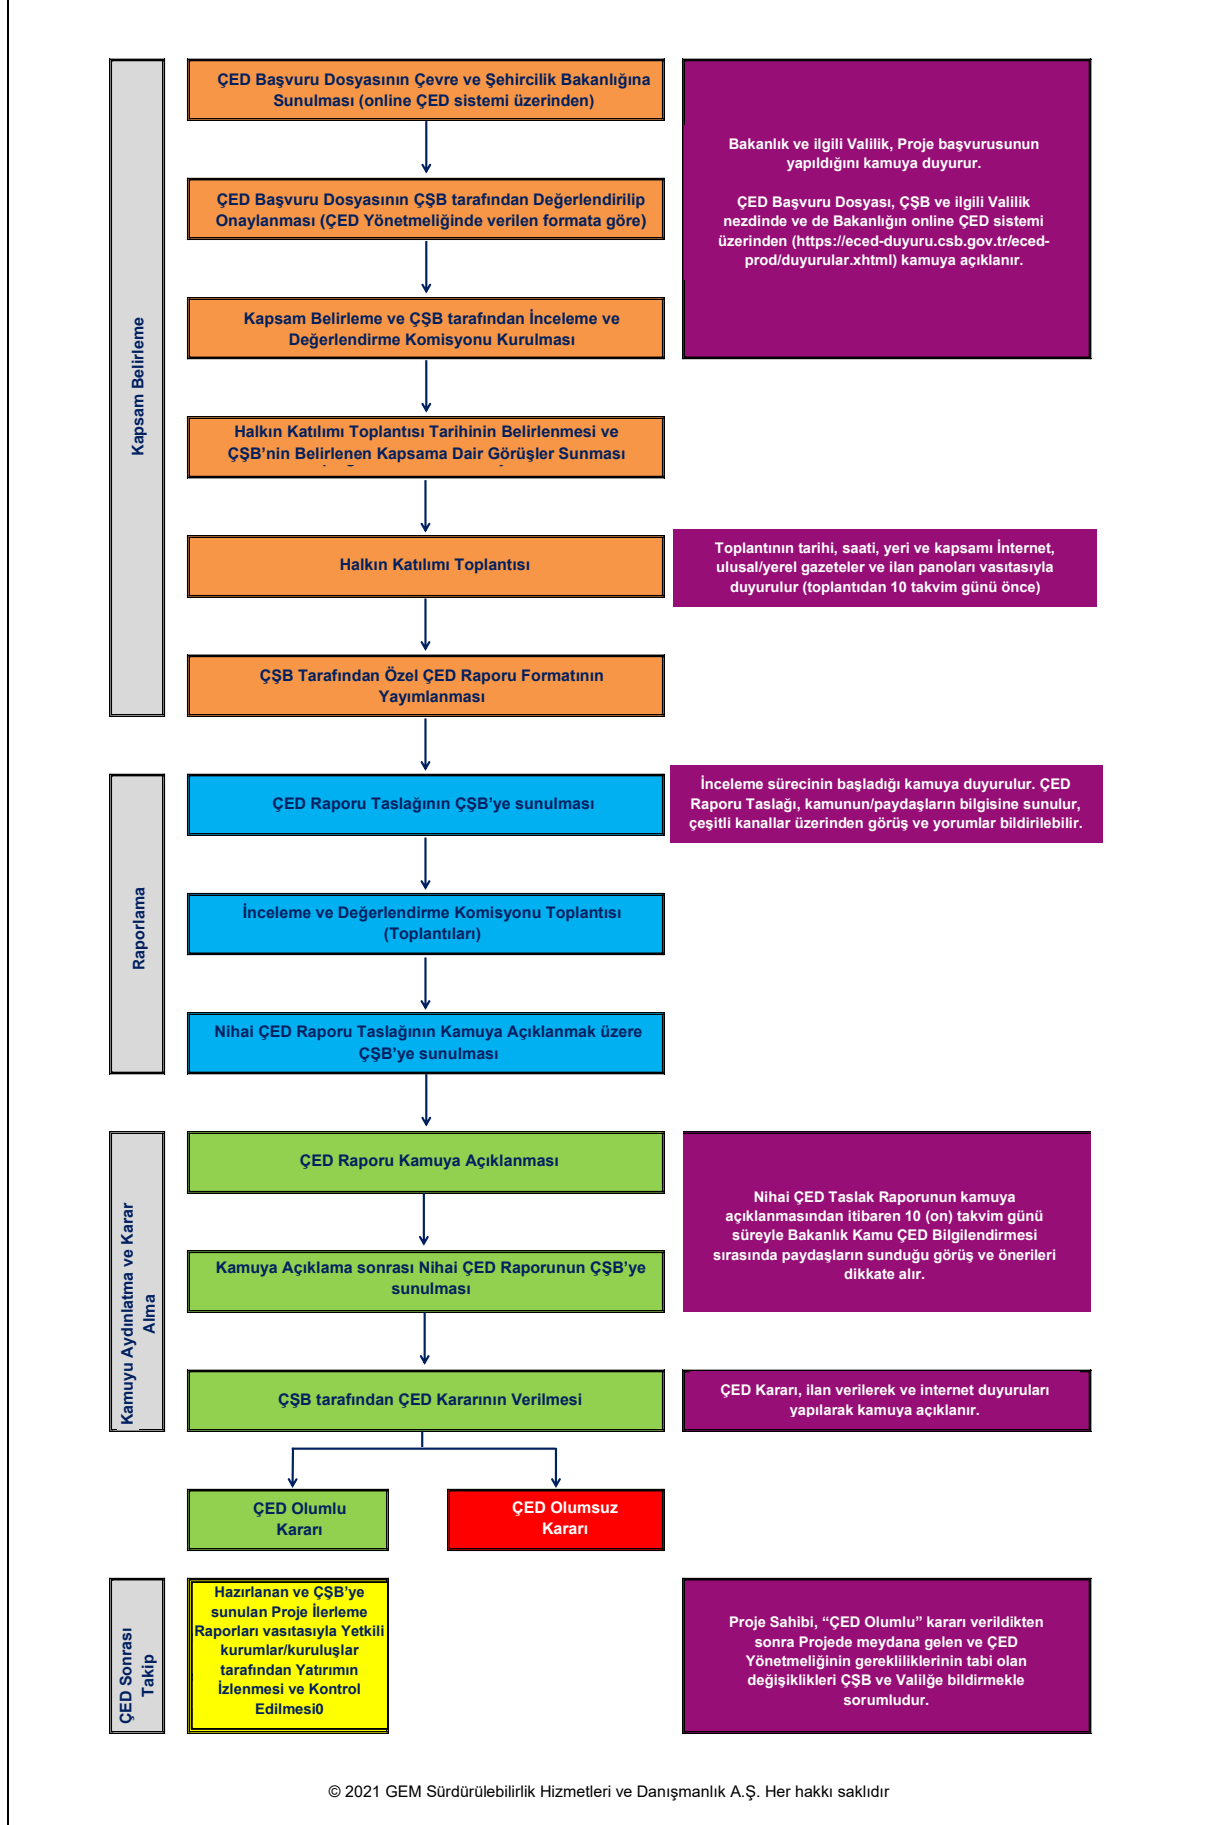 Kapsam Belirleme
ÇED Başvuru Dosyasının Çevre ve Şehircilik Bakanlığına
Sunulması (online ÇED sistemi üzerinden)
Bakanlık ve ilgili Valilik, Proje başvurusunun
yapıldığını kamuya duyurur.
ÇED Başvuru Dosyası, ÇŞB ve ilgili Valilik
nezdinde ve de Bakanlığın online ÇED sistemi
üzerinden (https://eced-duyuru.csb.gov.tr/eced-
prod/duyurular.xhtml) kamuya açıklanır.
ÇED Başvuru Dosyasının ÇŞB tarafından Değerlendirilip
Onaylanması (ÇED Yönetmeliğinde verilen formata göre)
Kapsam Belirleme ve ÇŞB tarafından İnceleme ve
Değerlendirme Komisyonu Kurulması
Halkın Katılımı Toplantısı Tarihinin Belirlenmesi ve
ÇŞB’nin Belirlenen Kapsama Dair Görüşler Sunması
Halkın Katılımı Toplantısı
Toplantının tarihi, saati, yeri ve kapsamı İnternet,
ulusal/yerel gazeteler ve ilan panoları vasıtasıyla
duyurulur (toplantıdan 10 takvim günü önce)
ÇŞB Tarafından Özel ÇED Raporu Formatının
Yayımlanması
Raporlama
ÇED Raporu Taslağının ÇŞB’ye sunulması
İnceleme sürecinin başladığı kamuya duyurulur. ÇED
Raporu Taslağı, kamunun/paydaşların bilgisine sunulur,
çeşitli kanallar üzerinden görüş ve yorumlar bildirilebilir.
İnceleme ve Değerlendirme Komisyonu Toplantısı
(Toplantıları)
Nihai ÇED Raporu Taslağının Kamuya Açıklanmak üzere
ÇŞB’ye sunulması
Kamuyu Aydınlatma ve Karar
Alma
ÇED Raporu Kamuya Açıklanması
Nihai ÇED Taslak Raporunun kamuya
açıklanmasından itibaren 10 (on) takvim günü
süreyle Bakanlık Kamu ÇED Bilgilendirmesi
sırasında paydaşların sunduğu görüş ve önerileri
dikkate alır.
Kamuya Açıklama sonrası Nihai ÇED Raporunun ÇŞB’ye
sunulması
ÇŞB tarafından ÇED Kararının Verilmesi
ÇED Kararı, ilan verilerek ve internet duyuruları
yapılarak kamuya açıklanır.
ÇED Olumlu
Kararı
ÇED Olumsuz
Kararı
ÇED Sonrası
Takip
Hazırlanan ve ÇŞB’ye
sunulan Proje İlerleme
Raporları vasıtasıyla Yetkili
kurumlar/kuruluşlar
tarafından Yatırımın
İzlenmesi ve Kontrol
Edilmesi0
Proje Sahibi, “ÇED Olumlu” kararı verildikten
sonra Projede meydana gelen ve ÇED
Yönetmeliğinin gerekliliklerinin tabi olan
değişiklikleri ÇŞB ve Valilğe bildirmekle
sorumludur.
© 2021 GEM Sürdürülebilirlik Hizmetleri ve Danışmanlık A.Ş. Her hakkı saklıdır